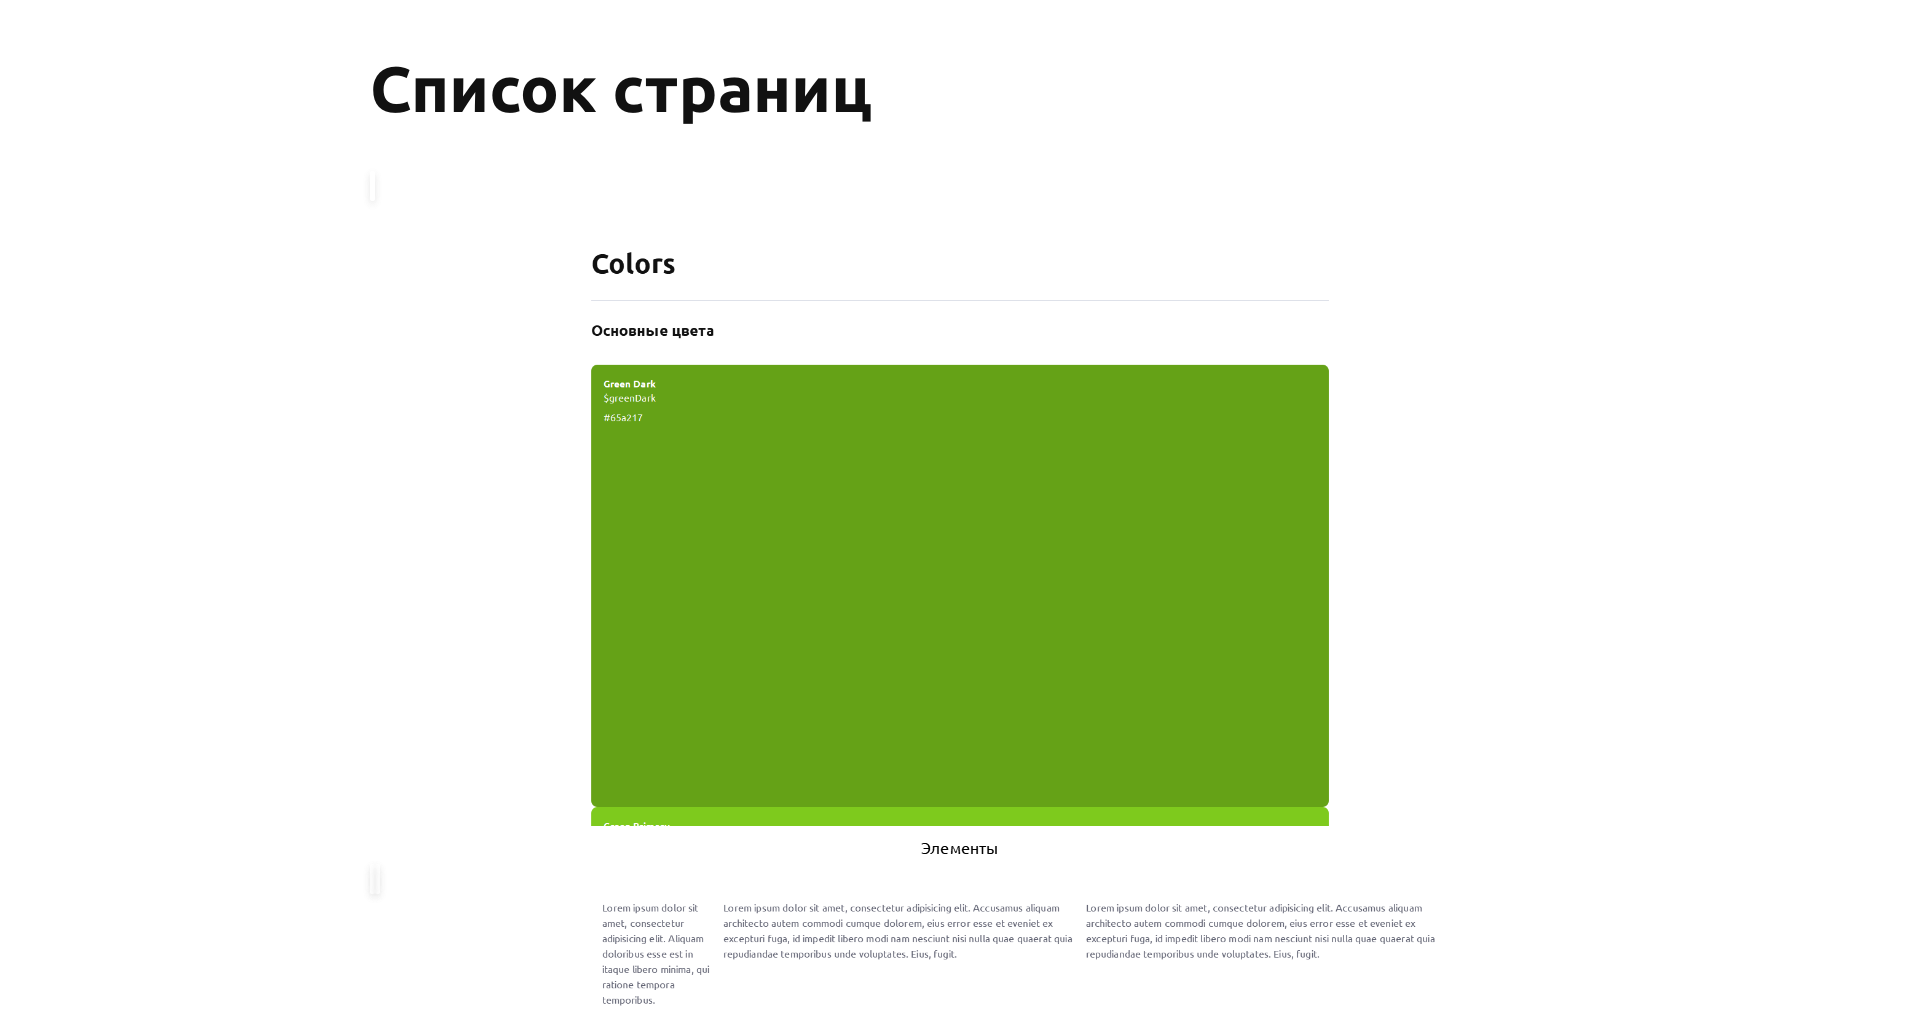 Список страниц
Colors
Основные цвета
Green Dark
$greenDark
#65a217
Green Primary
Элементы
Lorem ipsum dolor sit
amet, consectetur
adipisicing elit. Aliquam
doloribus esse est in
itaque libero minima, qui
ratione tempora
temporibus.
Lorem ipsum dolor sit amet, consectetur adipisicing elit. Accusamus aliquam
architecto autem commodi cumque dolorem, eius error esse et eveniet ex
excepturi fuga, id impedit libero modi nam nesciunt nisi nulla quae quaerat quia
repudiandae temporibus unde voluptates. Eius, fugit.
Lorem ipsum dolor sit amet, consectetur adipisicing elit. Accusamus aliquam
architecto autem commodi cumque dolorem, eius error esse et eveniet ex
excepturi fuga, id impedit libero modi nam nesciunt nisi nulla quae quaerat quia
repudiandae temporibus unde voluptates. Eius, fugit.